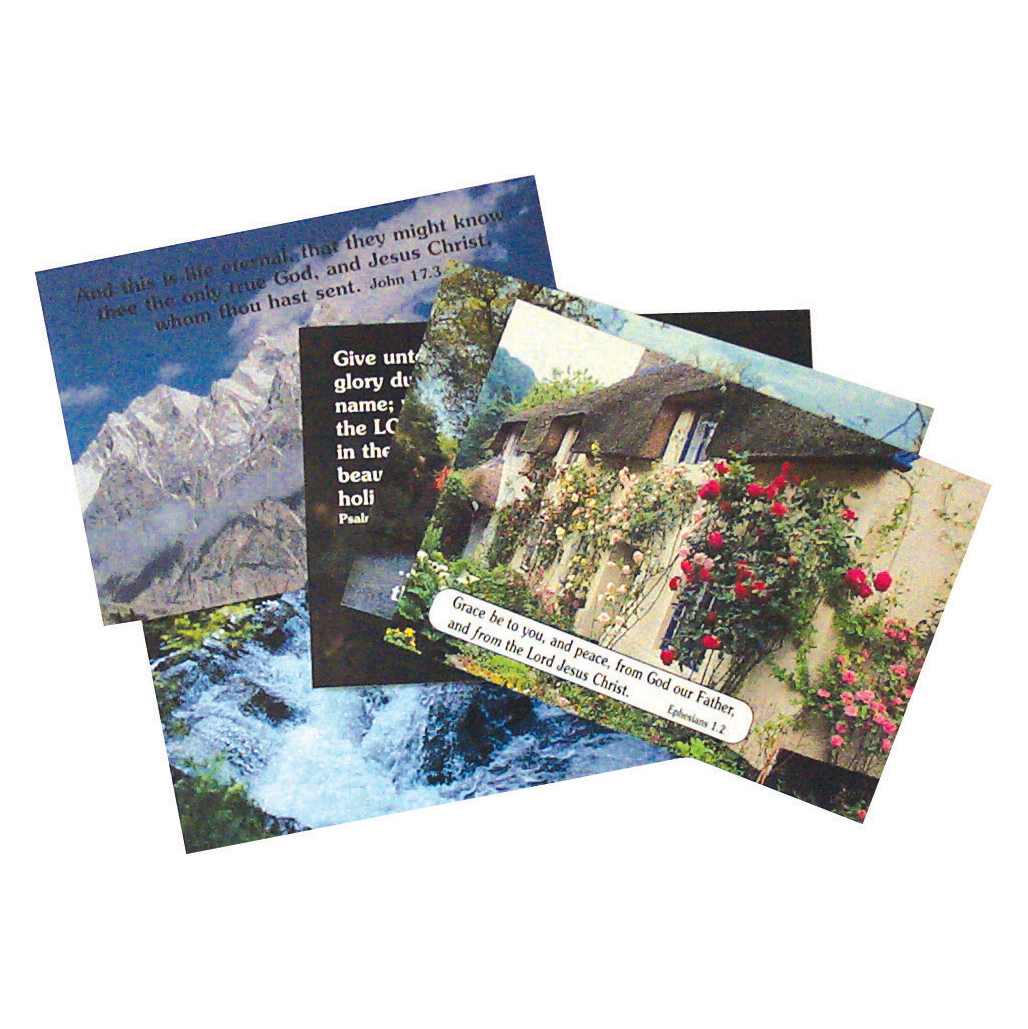 And this is life eternal, that they might know
thee the only true God, and Jesus Christ,
whom thou hast sent. John 17.3
Give unto
glory du
name;
the LO
in the
beau
holi
Psalm
Grace be to you, and peace, from God our Father,
and from the Lord Jesus Christ.
Ephesians 1.2